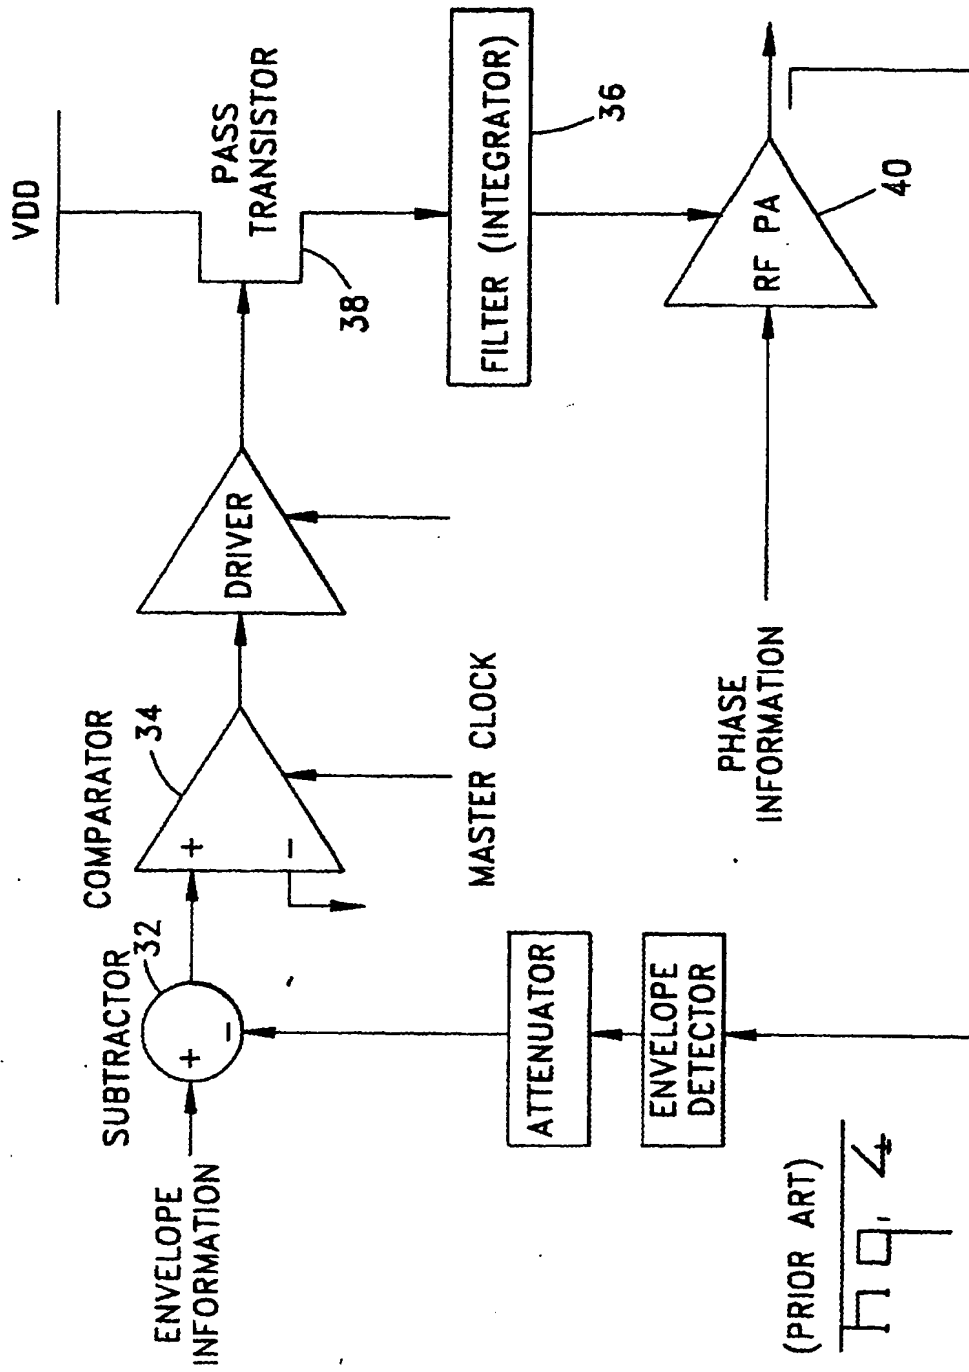 ENVELOPE
INFORMATION
SUBTRACTOR
32
+
−
COMPARATOR
34
+
−
MASTER CLOCK
DRIVER
VDD
PASS
TRANSISTOR
38
FILTER (INTEGRATOR)
36
PHASE
INFORMATION
RF PA
40
ATTENUATOR
ENVELOPE
DETECTOR
(PRIOR ART)
FIG. 4